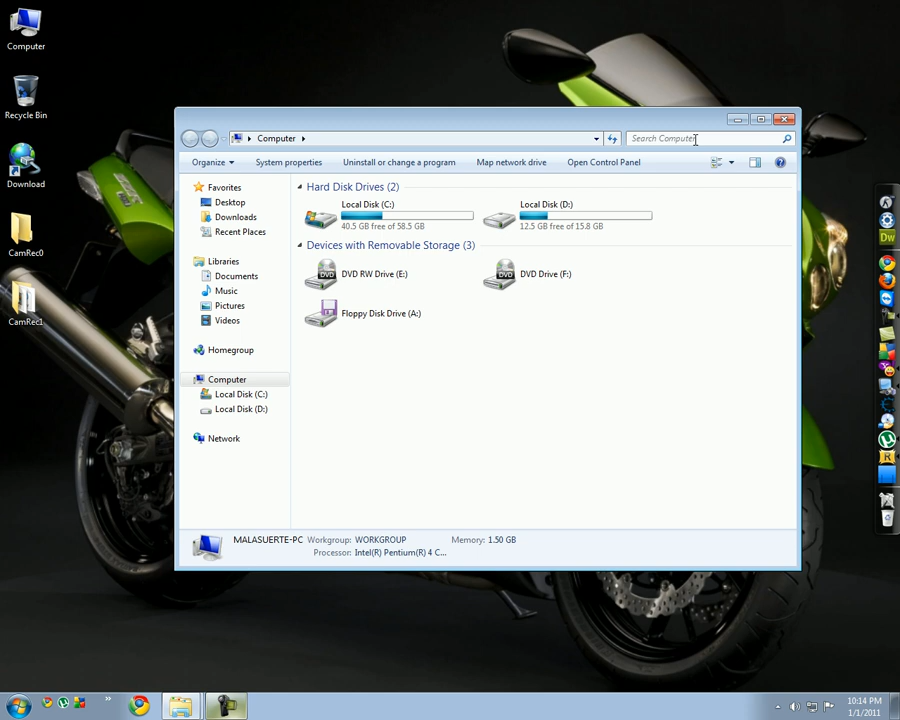 Computer
Recycle Bin
Download
CamRec0
CamRec1
Computer
Search Computer
Organize
System properties
Uninstall or change a program
Map network drive
Open Control Panel
Favorites
Desktop
Downloads
Recent Places
Libraries
Documents
Music
Pictures
Videos
Homegroup
Computer
Local Disk (C:)
Local Disk (D:)
Network
Hard Disk Drives (2)
Local Disk (C:)
40.5 GB free of 58.5 GB
Local Disk (D:)
12.5 GB free of 15.8 GB
Devices with Removable Storage (3)
DVD RW Drive (E:)
DVD Drive (F:)
Floppy Disk Drive (A:)
MALASUERTE-PC
Workgroup: WORKGROUP
Memory: 1.50 GB
Processor: Intel(R) Pentium(R) 4 C...
Dw
10:14 PM
1/1/2011